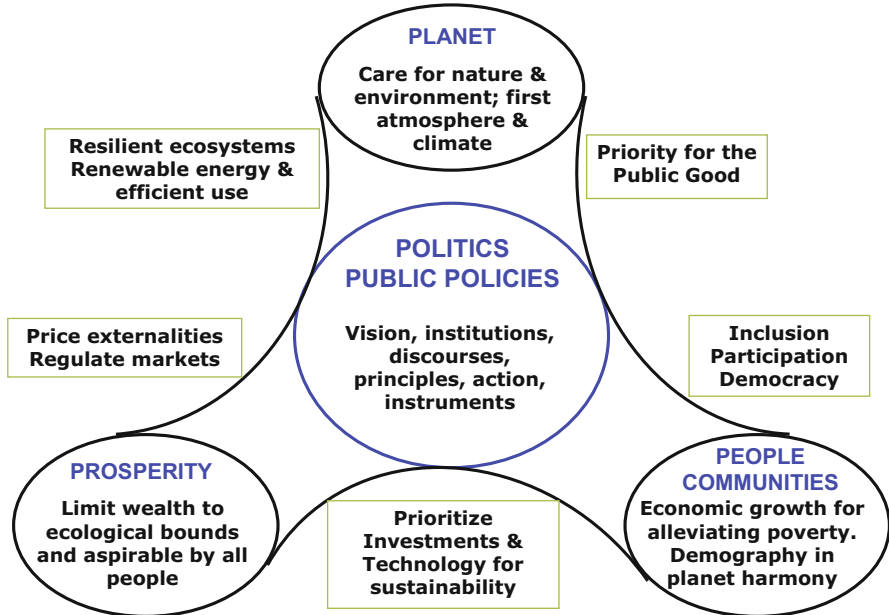 PLANET
Care for nature &
environment; first
atmosphere &
climate
Resilient ecosystems
Renewable energy &
efficient use
Priority for the
Public Good
POLITICS
PUBLIC POLICIES
Vision, institutions,
discourses,
principles, action,
instruments
Price externalities
Regulate markets
Inclusion
Participation
Democracy
PROSPERITY
Limit wealth to
ecological bounds
and aspirable by all
people
Prioritize
Investments &
Technology for
sustainability
PEOPLE
COMMUNITIES
Economic growth for
alleviating poverty.
Demography in
planet harmony